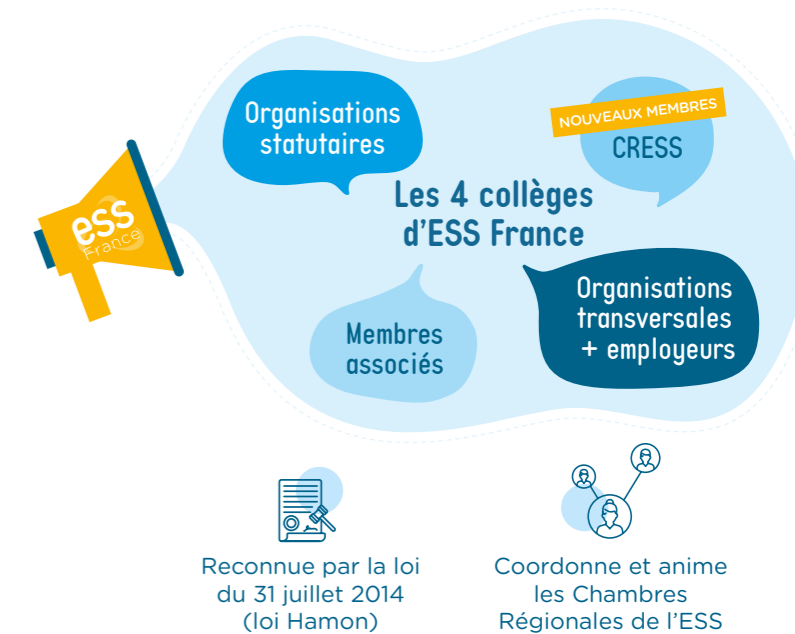 Organisations
statutaires
NOUVEAUX MEMBRES
CRESS
ess
France
Les 4 collèges
d'ESS France
Organisations
transversales
+ employeurs
Membres
associés
Reconnue par la loi
du 31 juillet 2014
(loi Hamon)
Coordonne et anime
les Chambres
Régionales de l'ESS